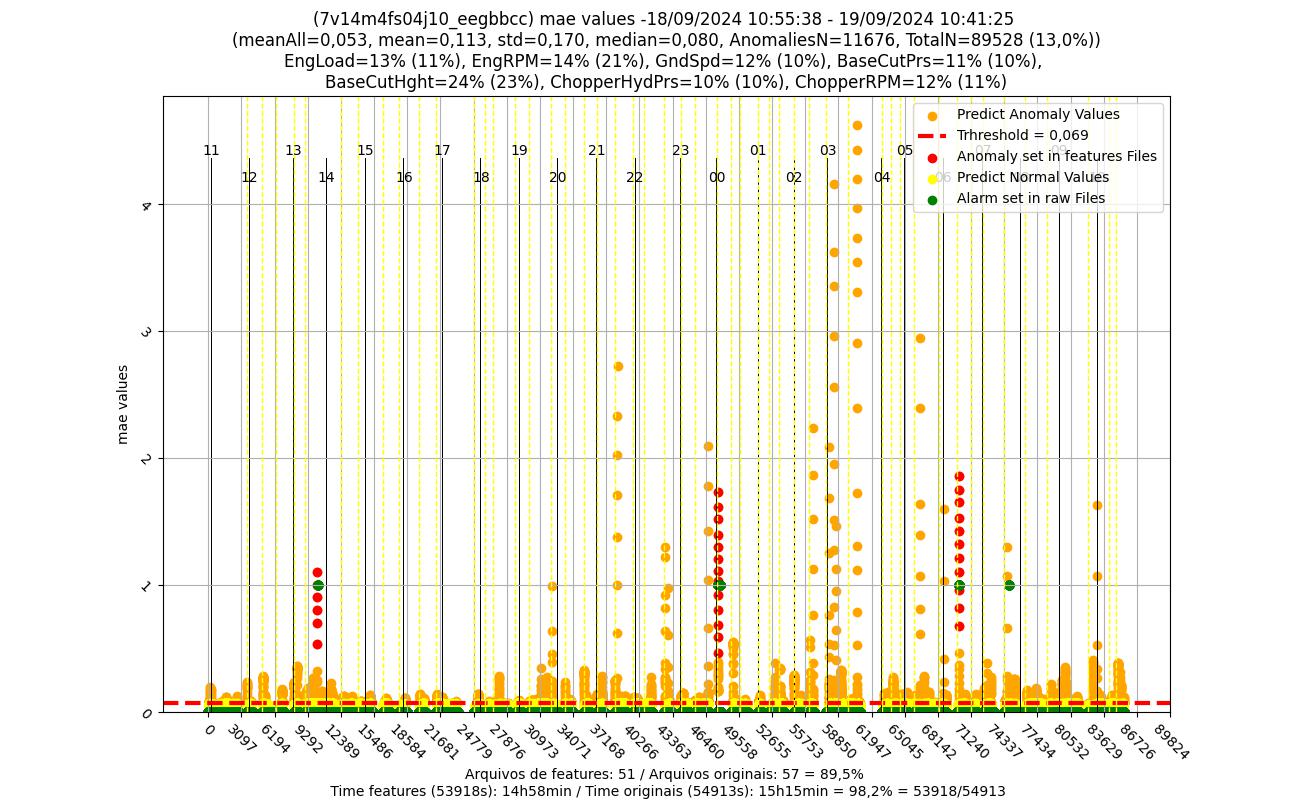 (7v14m4fs04j10_eegbbcc) mae values -18/09/2024 10:55:38 - 19/09/2024 10:41:25
(meanAll=0,053, mean=0,113, std=0,170, median=0,080, AnomaliesN=11676, TotalN=89528 (13,0%))
EngLoad=13% (11%), EngRPM=14% (21%), GndSpd=12% (10%), BaseCutPrs=11% (10%),
BaseCutHght=24% (23%), ChopperHydPrs=10% (10%), ChopperRPM=12% (11%)
Predict Anomaly Values
Trhreshold = 0,069
Anomaly set in features Files
Predict Normal Values
Alarm set in raw Files
11 13 15 17 19 21 23 01 03 05 07 09
12 14 16 18 20 22 00 02 04 06
4
3
2
1
0
mae values
0 3097 6194 9292 12389 15486 18584 21681 24779 27876 30973 34071 37168 40266 43363 46460 49558 52655 55753 58850 61947 65045 68142 71240 74337 77434 80532 83629 86726 89824
Arquivos de features: 51 / Arquivos originais: 57 = 89,5%
Time features (53918s): 14h58min / Time originais (54913s): 15h15min = 98,2% = 53918/54913